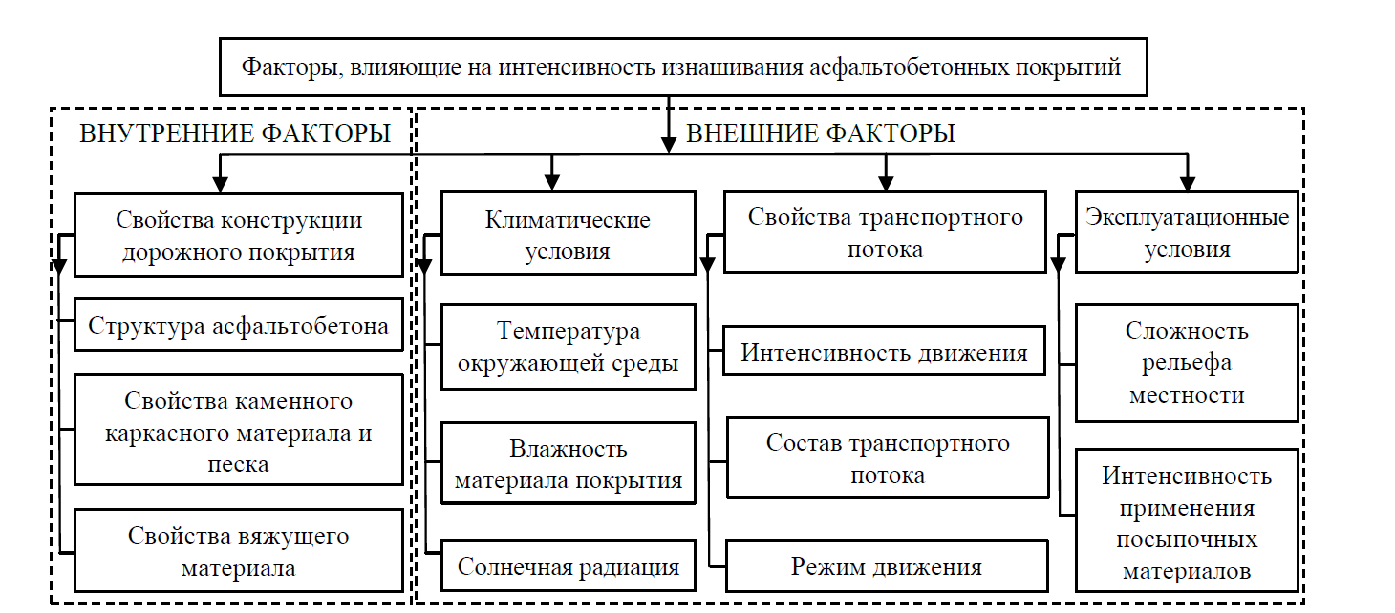 Факторы, влияющие на интенсивность изнашивания асфальтобетонных покрытий
ВНУТРЕННИЕ ФАКТОРЫ
Свойства конструкции
дорожного покрытия
Структура асфальтобетона
Свойства каменного
каркасного материала и
песка
Свойства вяжущего
материала
ВНЕШНИЕ ФАКТОРЫ
Климатические
условия
Температура
окружающей среды
Влажность
материала покрытия
Солнечная радиация
Свойства транспортного
потока
Интенсивность движения
Состав транспортного
потока
Режим движения
Эксплуатационные
условия
Сложность
рельефа
местности
Интенсивность
применения
посыпочных
материалов